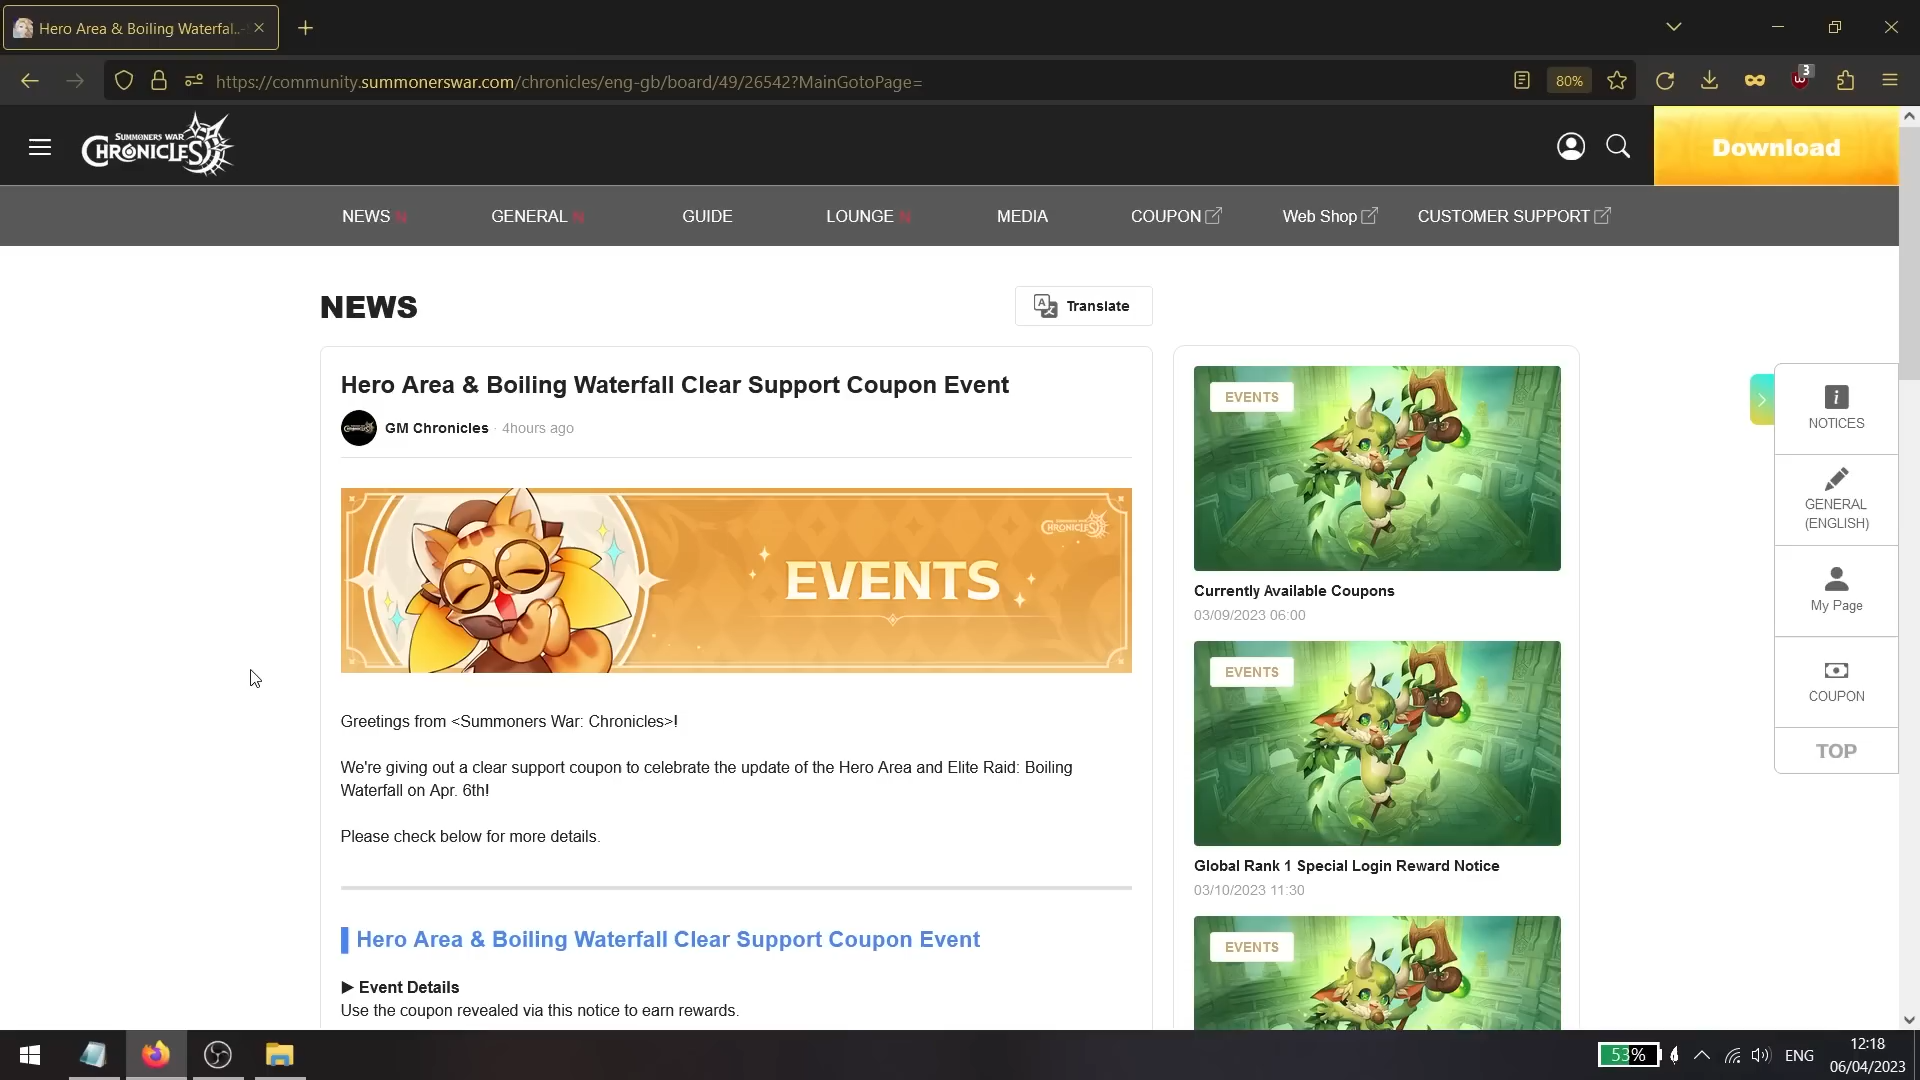 Hero Area & Boiling Waterfal..
https://community.summonerswar.com/chronicles/eng-gb/board/49/26542?MainGotoPage=
80%
3
SUMMONERS WAR
CHRONICLES
Download
NEWS N
GENERAL N
GUIDE
LOUNGE N
MEDIA
COUPON
Web Shop
CUSTOMER SUPPORT
NEWS
Translate
Hero Area & Boiling Waterfall Clear Support Coupon Event
GM Chronicles · 4hours ago
SUMMONERS WAR
CHRONICLES
EVENTS
Greetings from <Summoners War: Chronicles>!
We're giving out a clear support coupon to celebrate the update of the Hero Area and Elite Raid: Boiling
Waterfall on Apr. 6th!
Please check below for more details.
Hero Area & Boiling Waterfall Clear Support Coupon Event
▶ Event Details
Use the coupon revealed via this notice to earn rewards.
EVENTS
Currently Available Coupons
03/09/2023 06:00
EVENTS
Global Rank 1 Special Login Reward Notice
03/10/2023 11:30
EVENTS
NOTICES
GENERAL
(ENGLISH)
My Page
COUPON
TOP
53%
ENG
12:18
06/04/2023